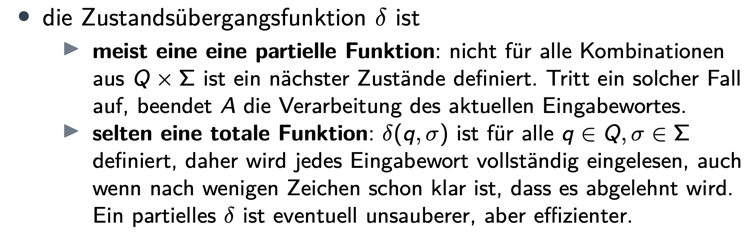 • die Zustandsübergangsfunktion δ ist
▶ meist eine eine partielle Funktion: nicht für alle Kombinationen
aus Q × Σ ist ein nächster Zustände definiert. Tritt ein solcher Fall
auf, beendet A die Verarbeitung des aktuellen Eingabewortes.
▶ selten eine totale Funktion: δ(q, σ) ist für alle q ∈ Q, σ ∈ Σ
definiert, daher wird jedes Eingabewort vollständig eingelesen, auch
wenn nach wenigen Zeichen schon klar ist, dass es abgelehnt wird.
Ein partielles δ ist eventuell unsauberer, aber effizienter.